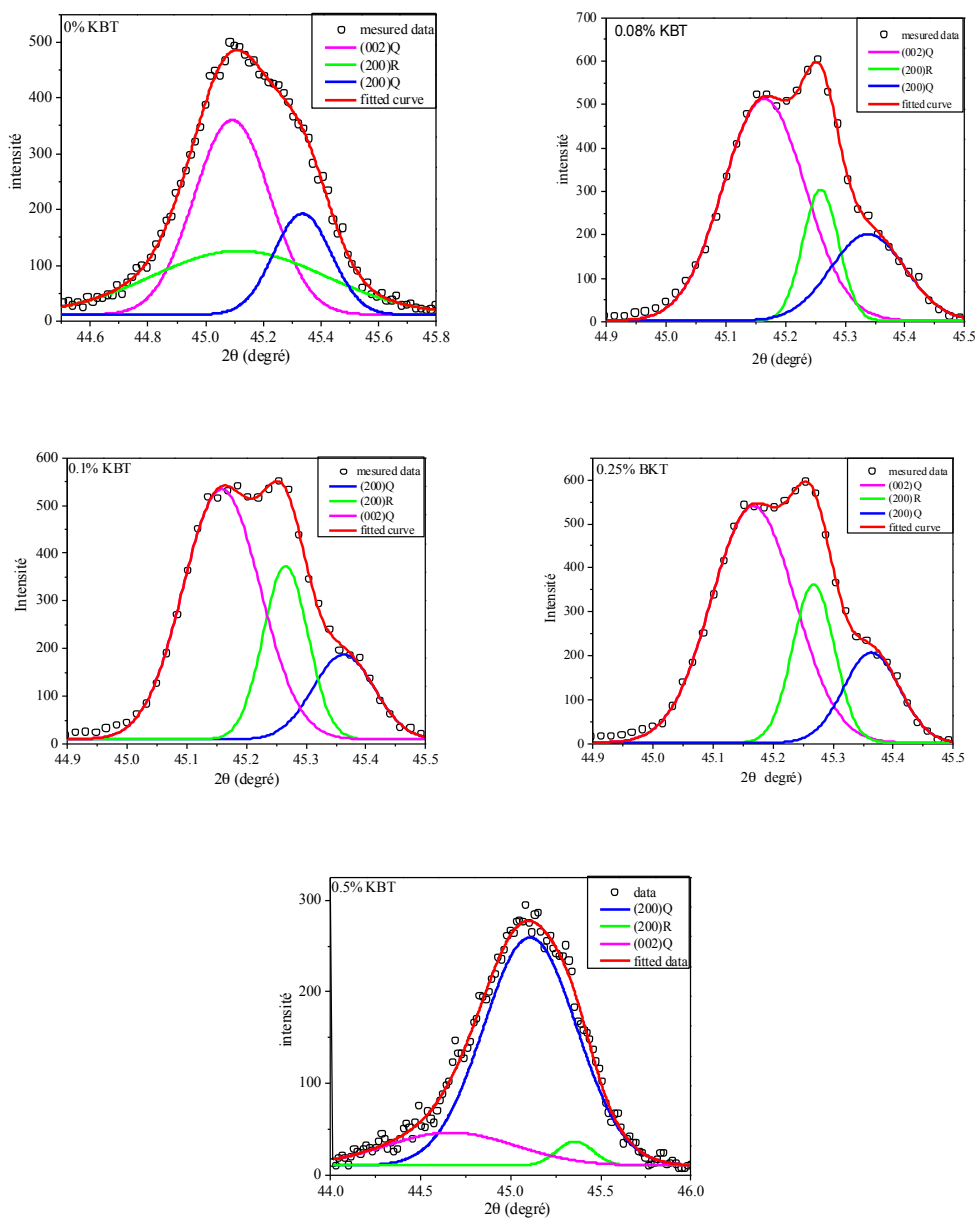 0% KBT
mesured data
(002)Q
(200)R
(200)Q
fitted curve
500
400
300
200
100
0
intensité
44.6 44.8 45.0 45.2 45.4 45.6 45.8
2θ (degré)
0.08% KBT
mesured data
(002)Q
(200)R
(200)Q
fitted curve
700
600
500
400
300
200
100
0
intensité
44.9 45.0 45.1 45.2 45.3 45.4 45.5
2θ (degré)
0.1% KBT
mesured data
(200)Q
(200)R
(002)Q
fitted curve
600
500
400
300
200
100
0
Intensité
44.9 45.0 45.1 45.2 45.3 45.4 45.5
2θ (degré)
0.25% BKT
mesured data
(002)Q
(200)R
(200)Q
fitted curve
600
500
400
300
200
100
0
Intensité
44.9 45.0 45.1 45.2 45.3 45.4 45.5
2θ degré)
0.5% KBT
data
(200)Q
(200)R
(002)Q
fitted data
300
200
100
0
intensité
44.0 44.5 45.0 45.5 46.0
2θ (degré)